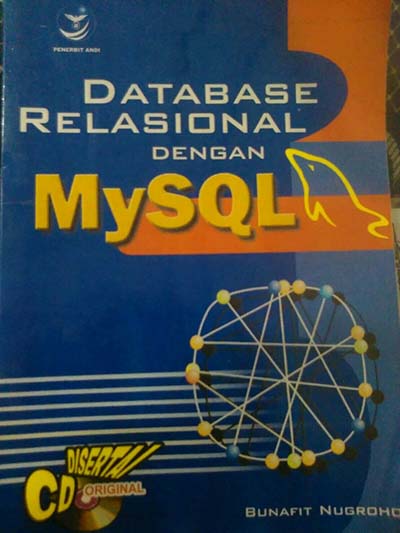 PENERBIT ANDI
DATABASE
RELASIONAL
DENGAN
MySQL
DISERTAI
CD ORIGINAL
BUNAFIT NUGROHO